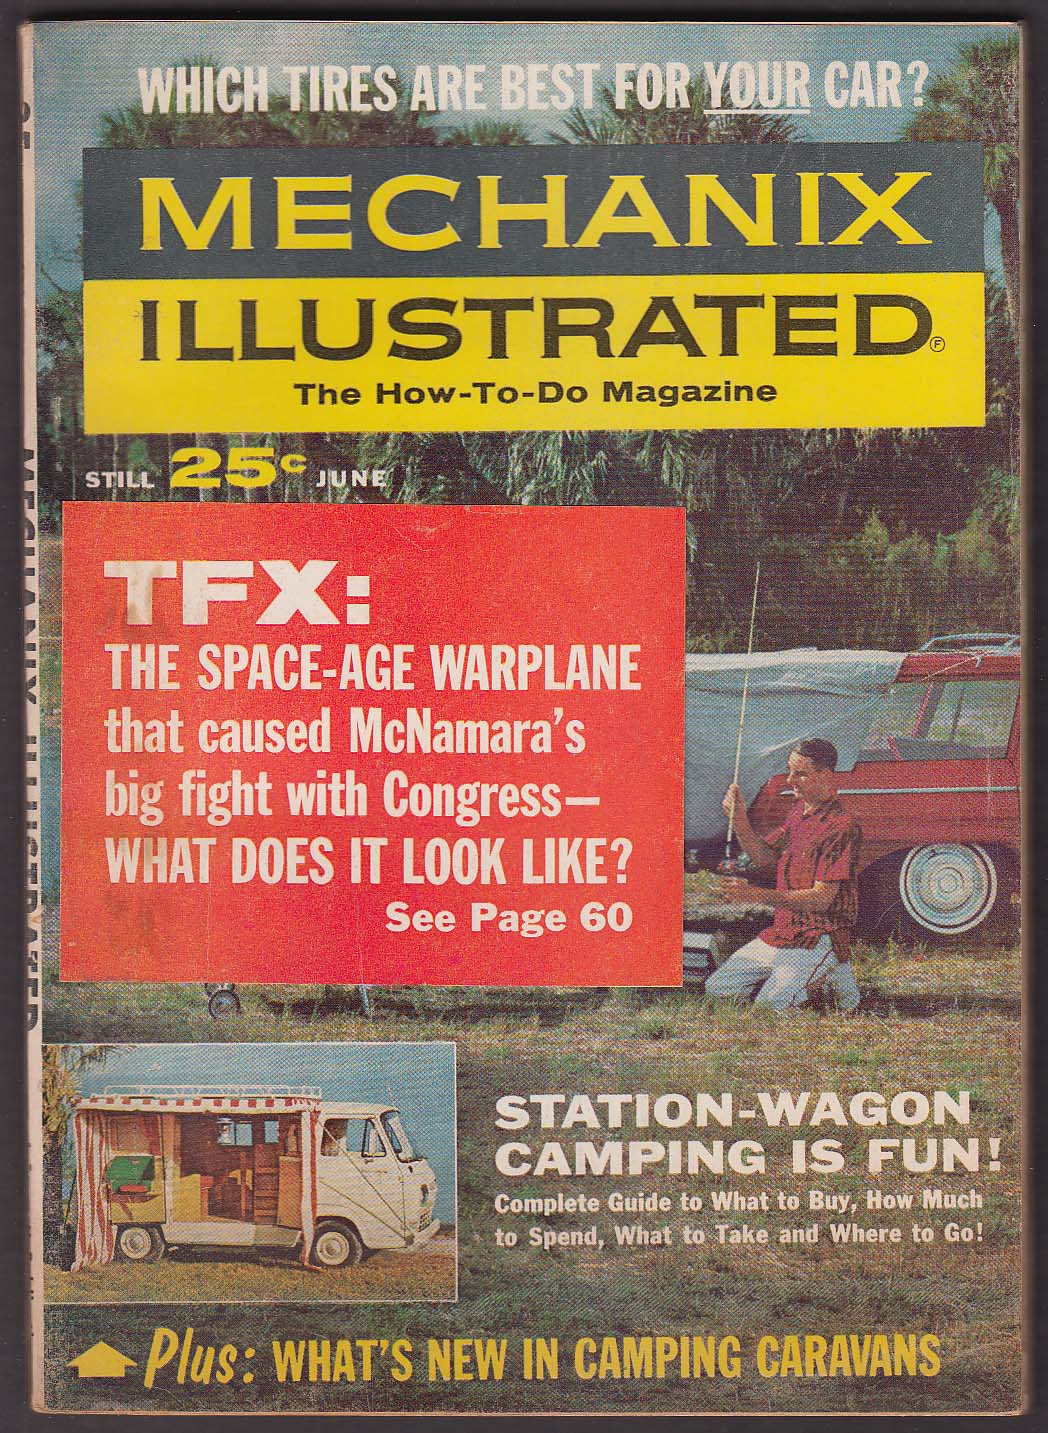 WHICH TIRES ARE BEST FOR YOUR CAR?
MECHANIX
ILLUSTRATED
Ⓕ
The How-To-Do Magazine
STILL 25c JUNE
TFX:
THE SPACE-AGE WARPLANE
that caused McNamara's
big fight with Congress—
WHAT DOES IT LOOK LIKE?
See Page 60
STATION-WAGON
CAMPING IS FUN!
Complete Guide to What to Buy, How Much
to Spend, What to Take and Where to Go!
Plus: WHAT'S NEW IN CAMPING CARAVANS
MECHANIX ILLUSTRATED